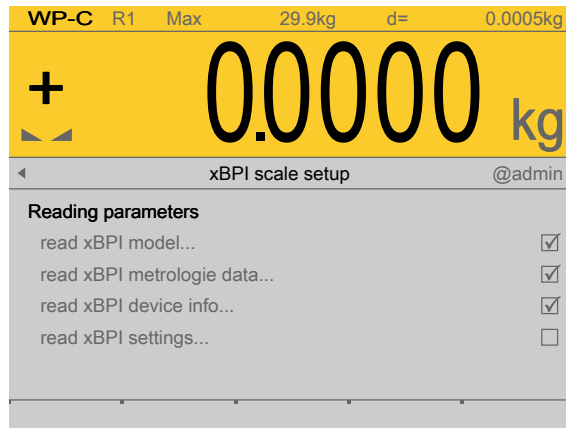 WP-C R1 Max 29.9kg d= 0.0005kg
+ 0.0000 kg
xBPI scale setup @admin
Reading parameters
read xBPI model...
read xBPI metrologie data...
read xBPI device info...
read xBPI settings...